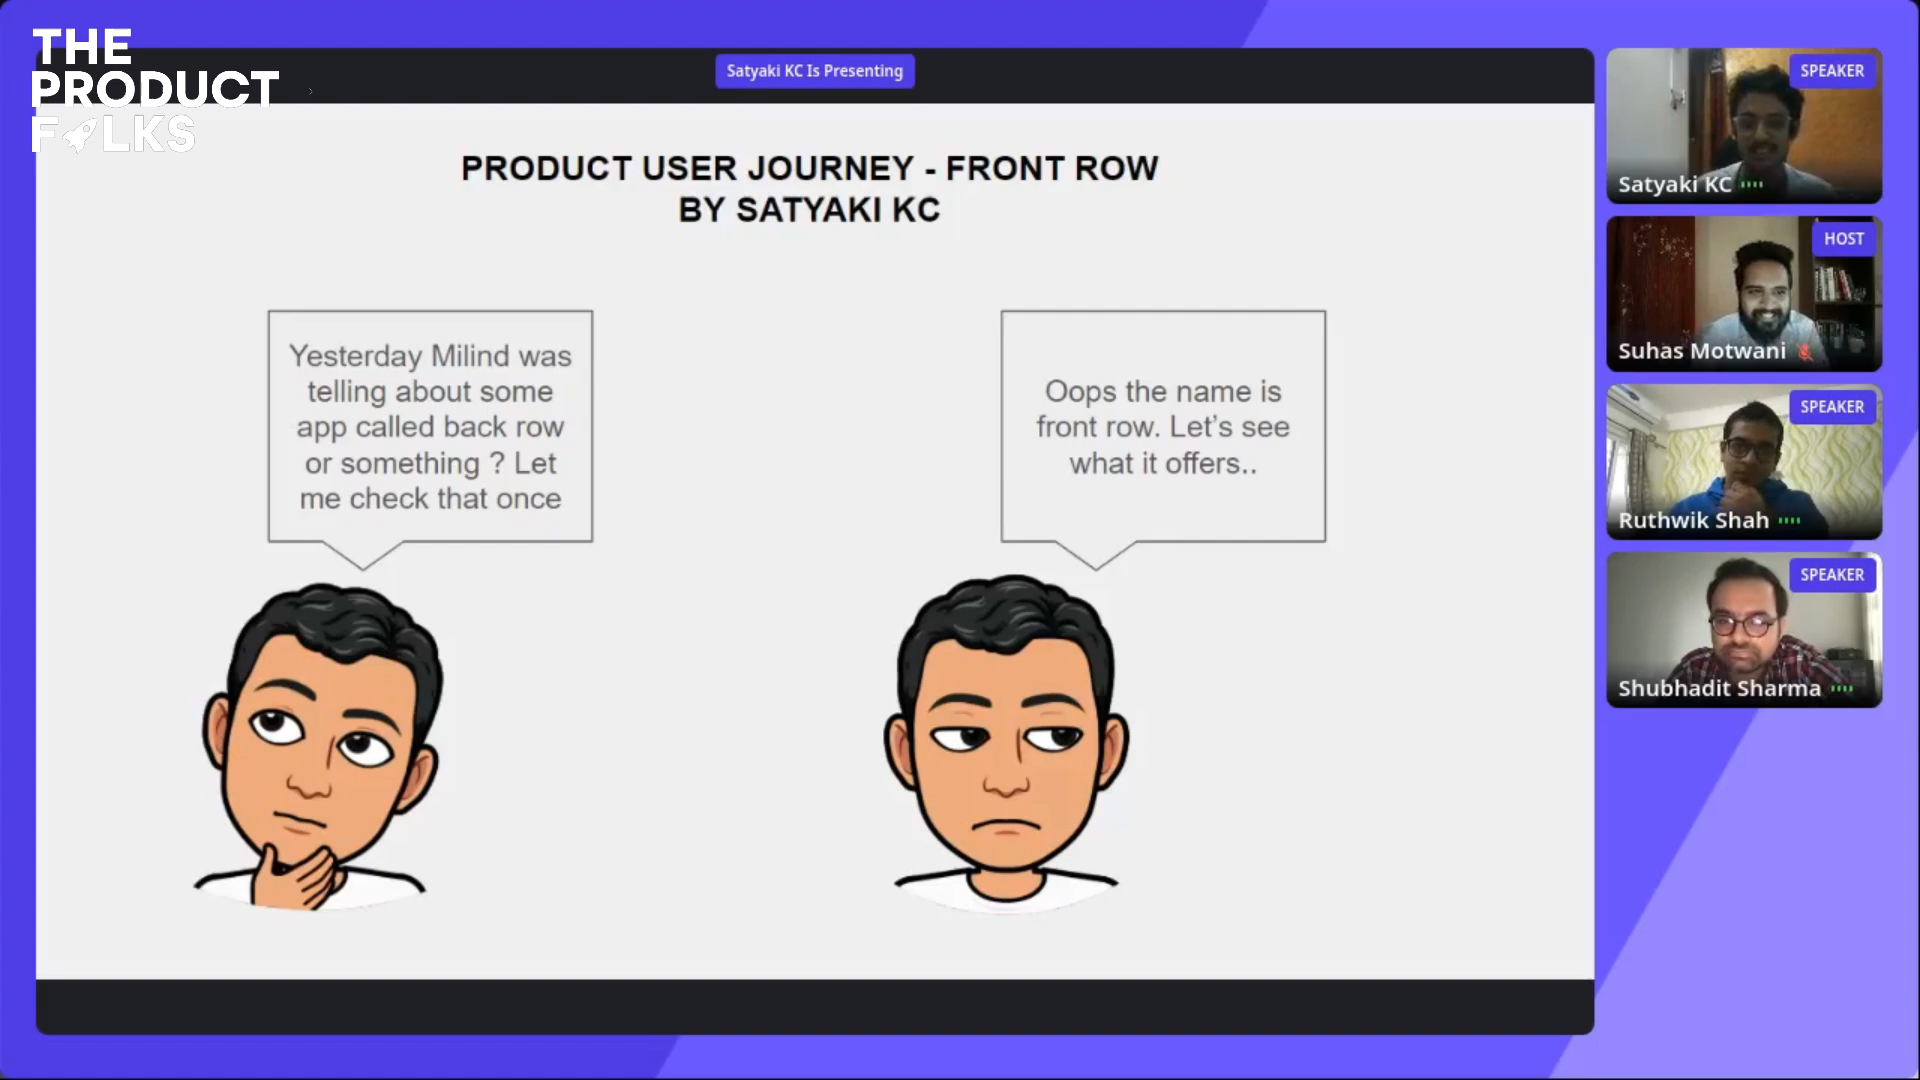 THE
PRODUCT
FOLKS
Satyaki KC Is Presenting
PRODUCT USER JOURNEY - FRONT ROW
BY SATYAKI KC
Yesterday Milind was
telling about some
app called back row
or something ? Let
me check that once
Oops the name is
front row. Let’s see
what it offers..
SPEAKER
Satyaki KC
HOST
Suhas Motwani
SPEAKER
Ruthwik Shah
SPEAKER
Shubhadit Sharma